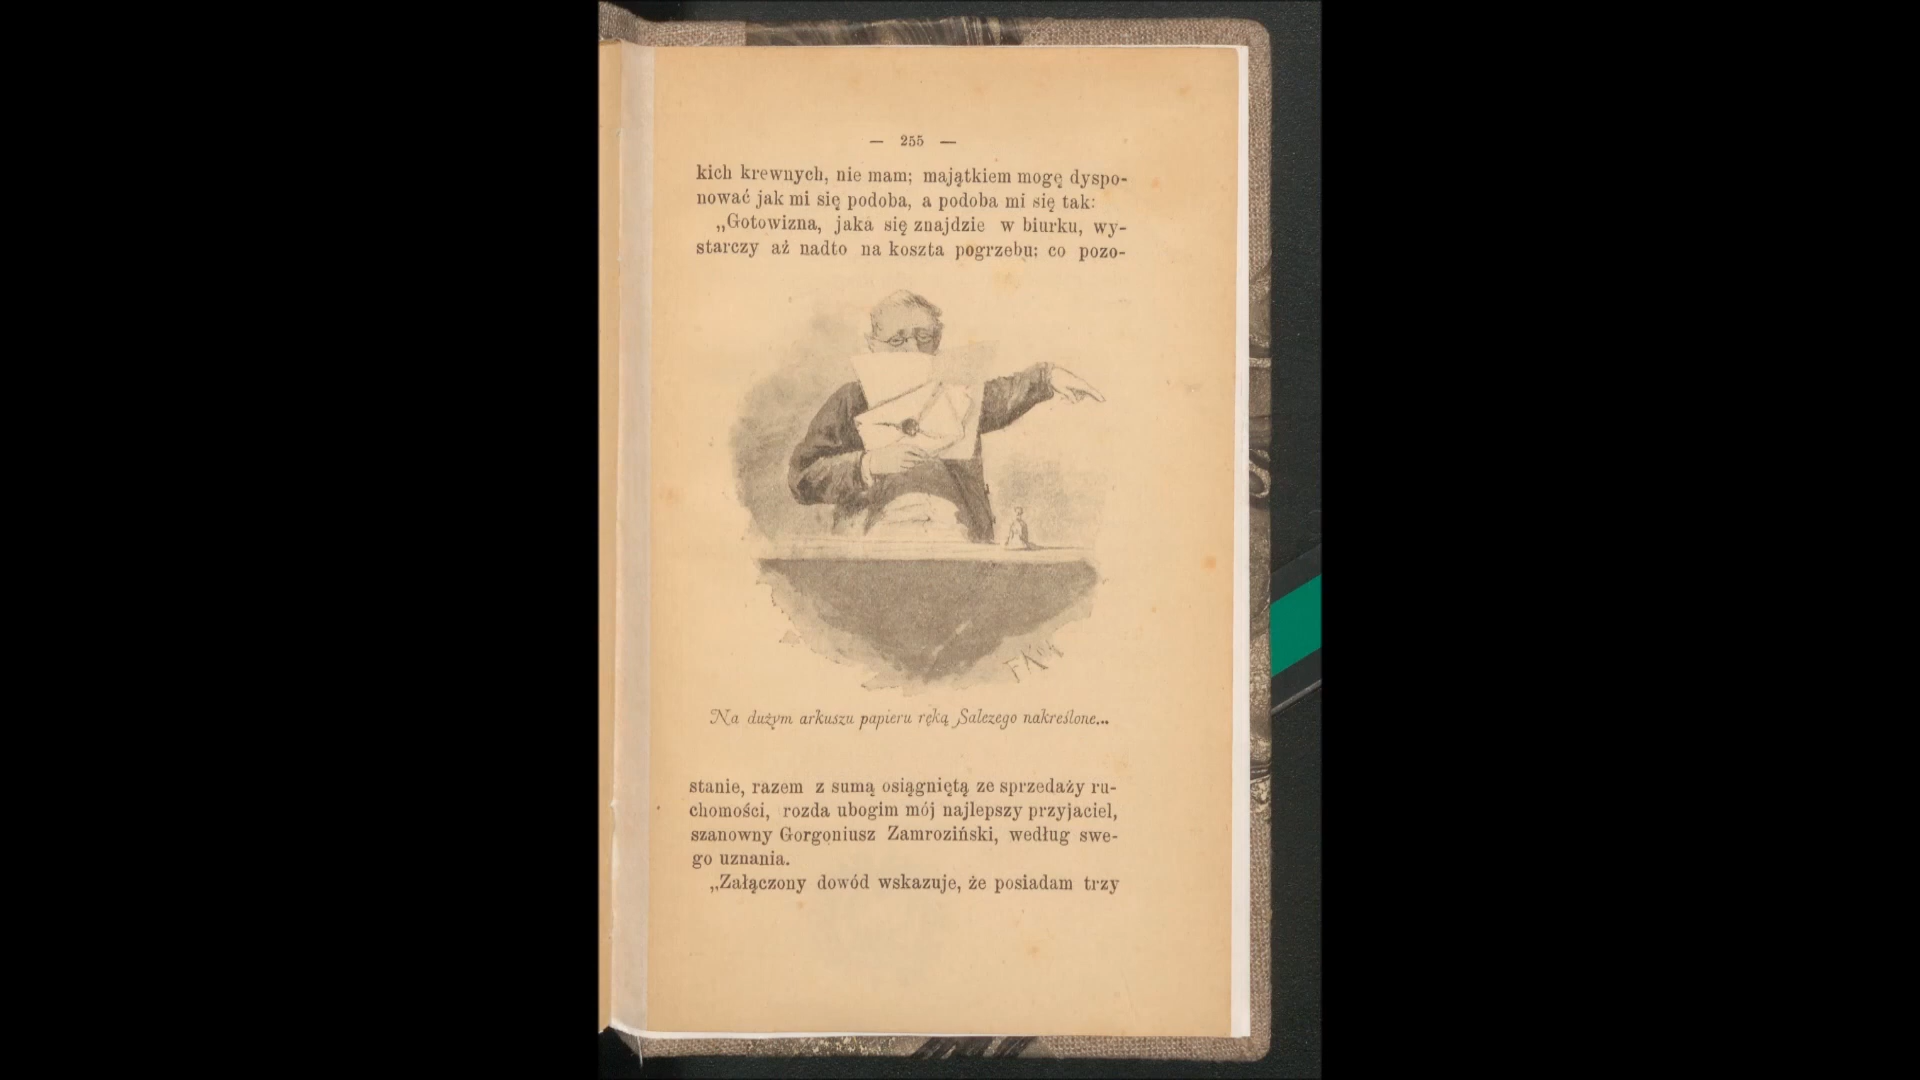 — 255 —
kich krewnych, nie mam; majątkiem mogę dyspo-
nować jak mi się podoba, a podoba mi się tak:
„Gotowizna, jaka się znajdzie w biurku, wy-
starczy aż nadto na koszta pogrzebu; co pozo-
Na dużym arkuszu papieru ręką Salezego nakreślone...
stanie, razem z sumą osiągniętą ze sprzedaży ru-
chomości, rozda ubogim mój najlepszy przyjaciel,
szanowny Gorgoniusz Zamroziński, według swe-
go uznania.
„Załączony dowód wskazuje, że posiadam trzy